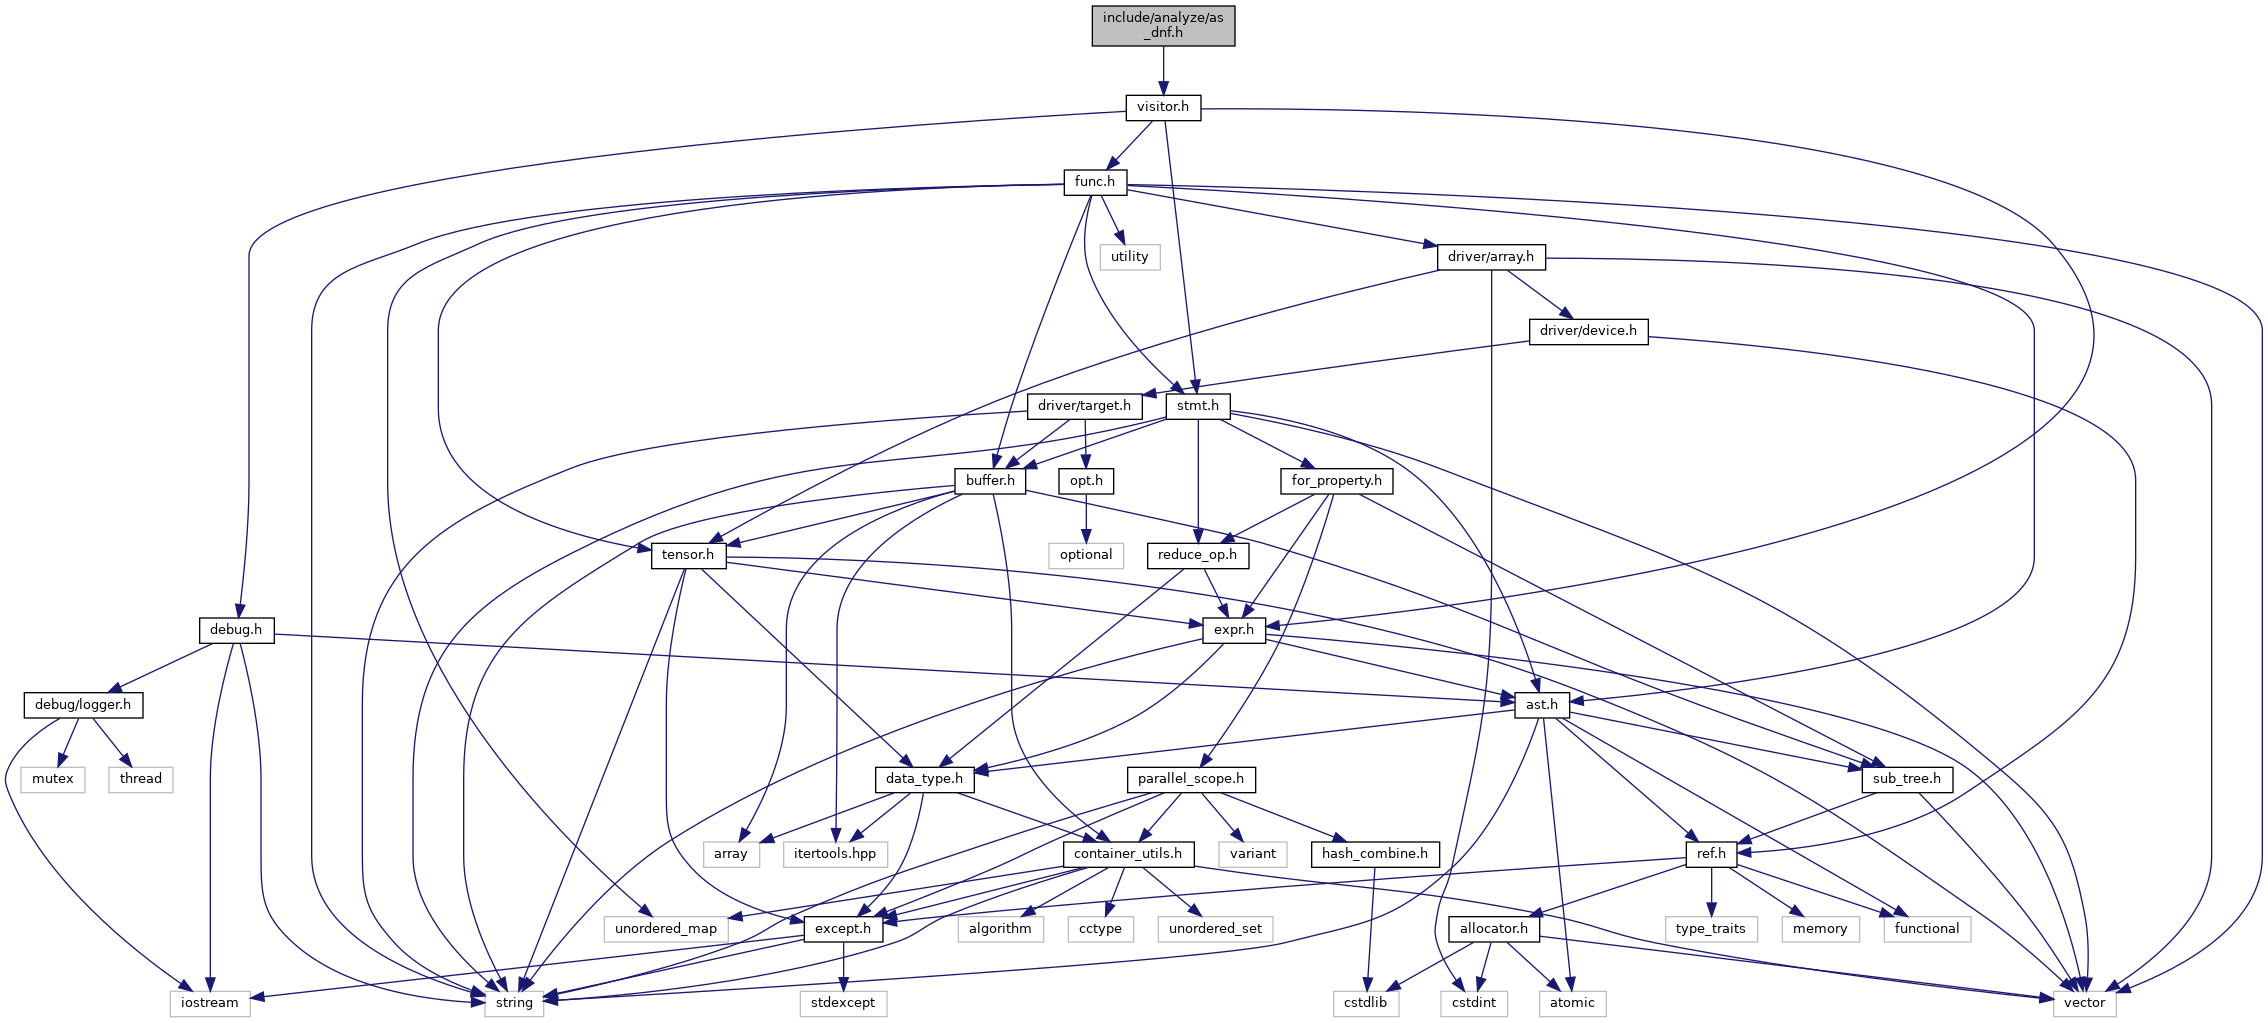 include/analyze/as
_dnf.h
visitor.h
func.h
utility
driver/array.h
driver/device.h
driver/target.h
stmt.h
buffer.h
opt.h
for_property.h
tensor.h
optional
reduce_op.h
debug.h
expr.h
debug/logger.h
ast.h
mutex
thread
data_type.h
parallel_scope.h
sub_tree.h
array
itertools.hpp
container_utils.h
variant
hash_combine.h
ref.h
unordered_map
except.h
algorithm
cctype
unordered_set
allocator.h
type_traits
memory
functional
iostream
string
stdexcept
cstdlib
cstdint
atomic
vector